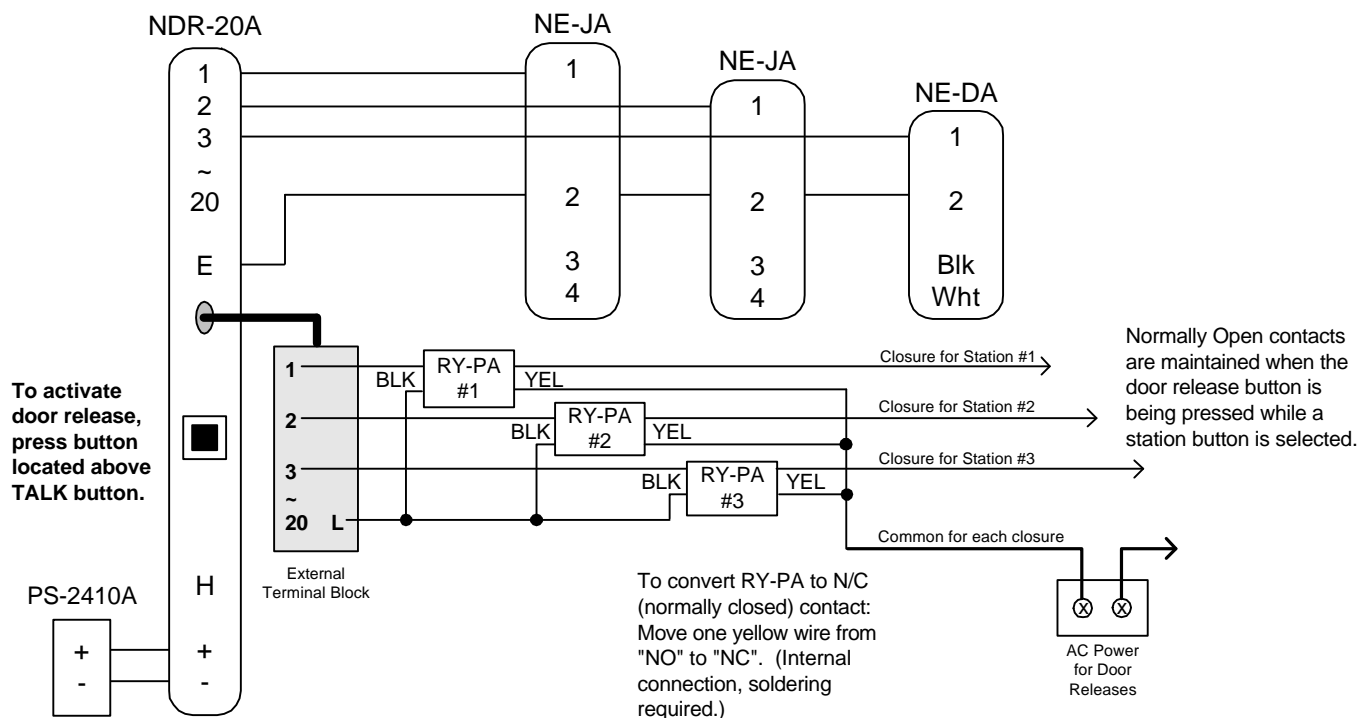 NDR-20A
1
2
3
~
20
E
H
+
-
NE-JA
1
2
3
4
NE-JA
1
2
3
4
NE-DA
1
2
Blk
Wht
To activate
door release,
press button
located above
TALK button.
PS-2410A
+
-
1
2
3
~
20 L
External
Terminal Block
BLK
RY-PA
#1
YEL
Closure for Station #1
BLK
RY-PA
#2
YEL
Closure for Station #2
BLK
RY-PA
#3
YEL
Closure for Station #3
Common for each closure
Normally Open contacts
are maintained when the
door release button is
being pressed while a
station button is selected.
To convert RY-PA to N/C
(normally closed) contact:
Move one yellow wire from
"NO" to "NC". (Internal
connection, soldering
required.)
X X
AC Power
for Door
Releases